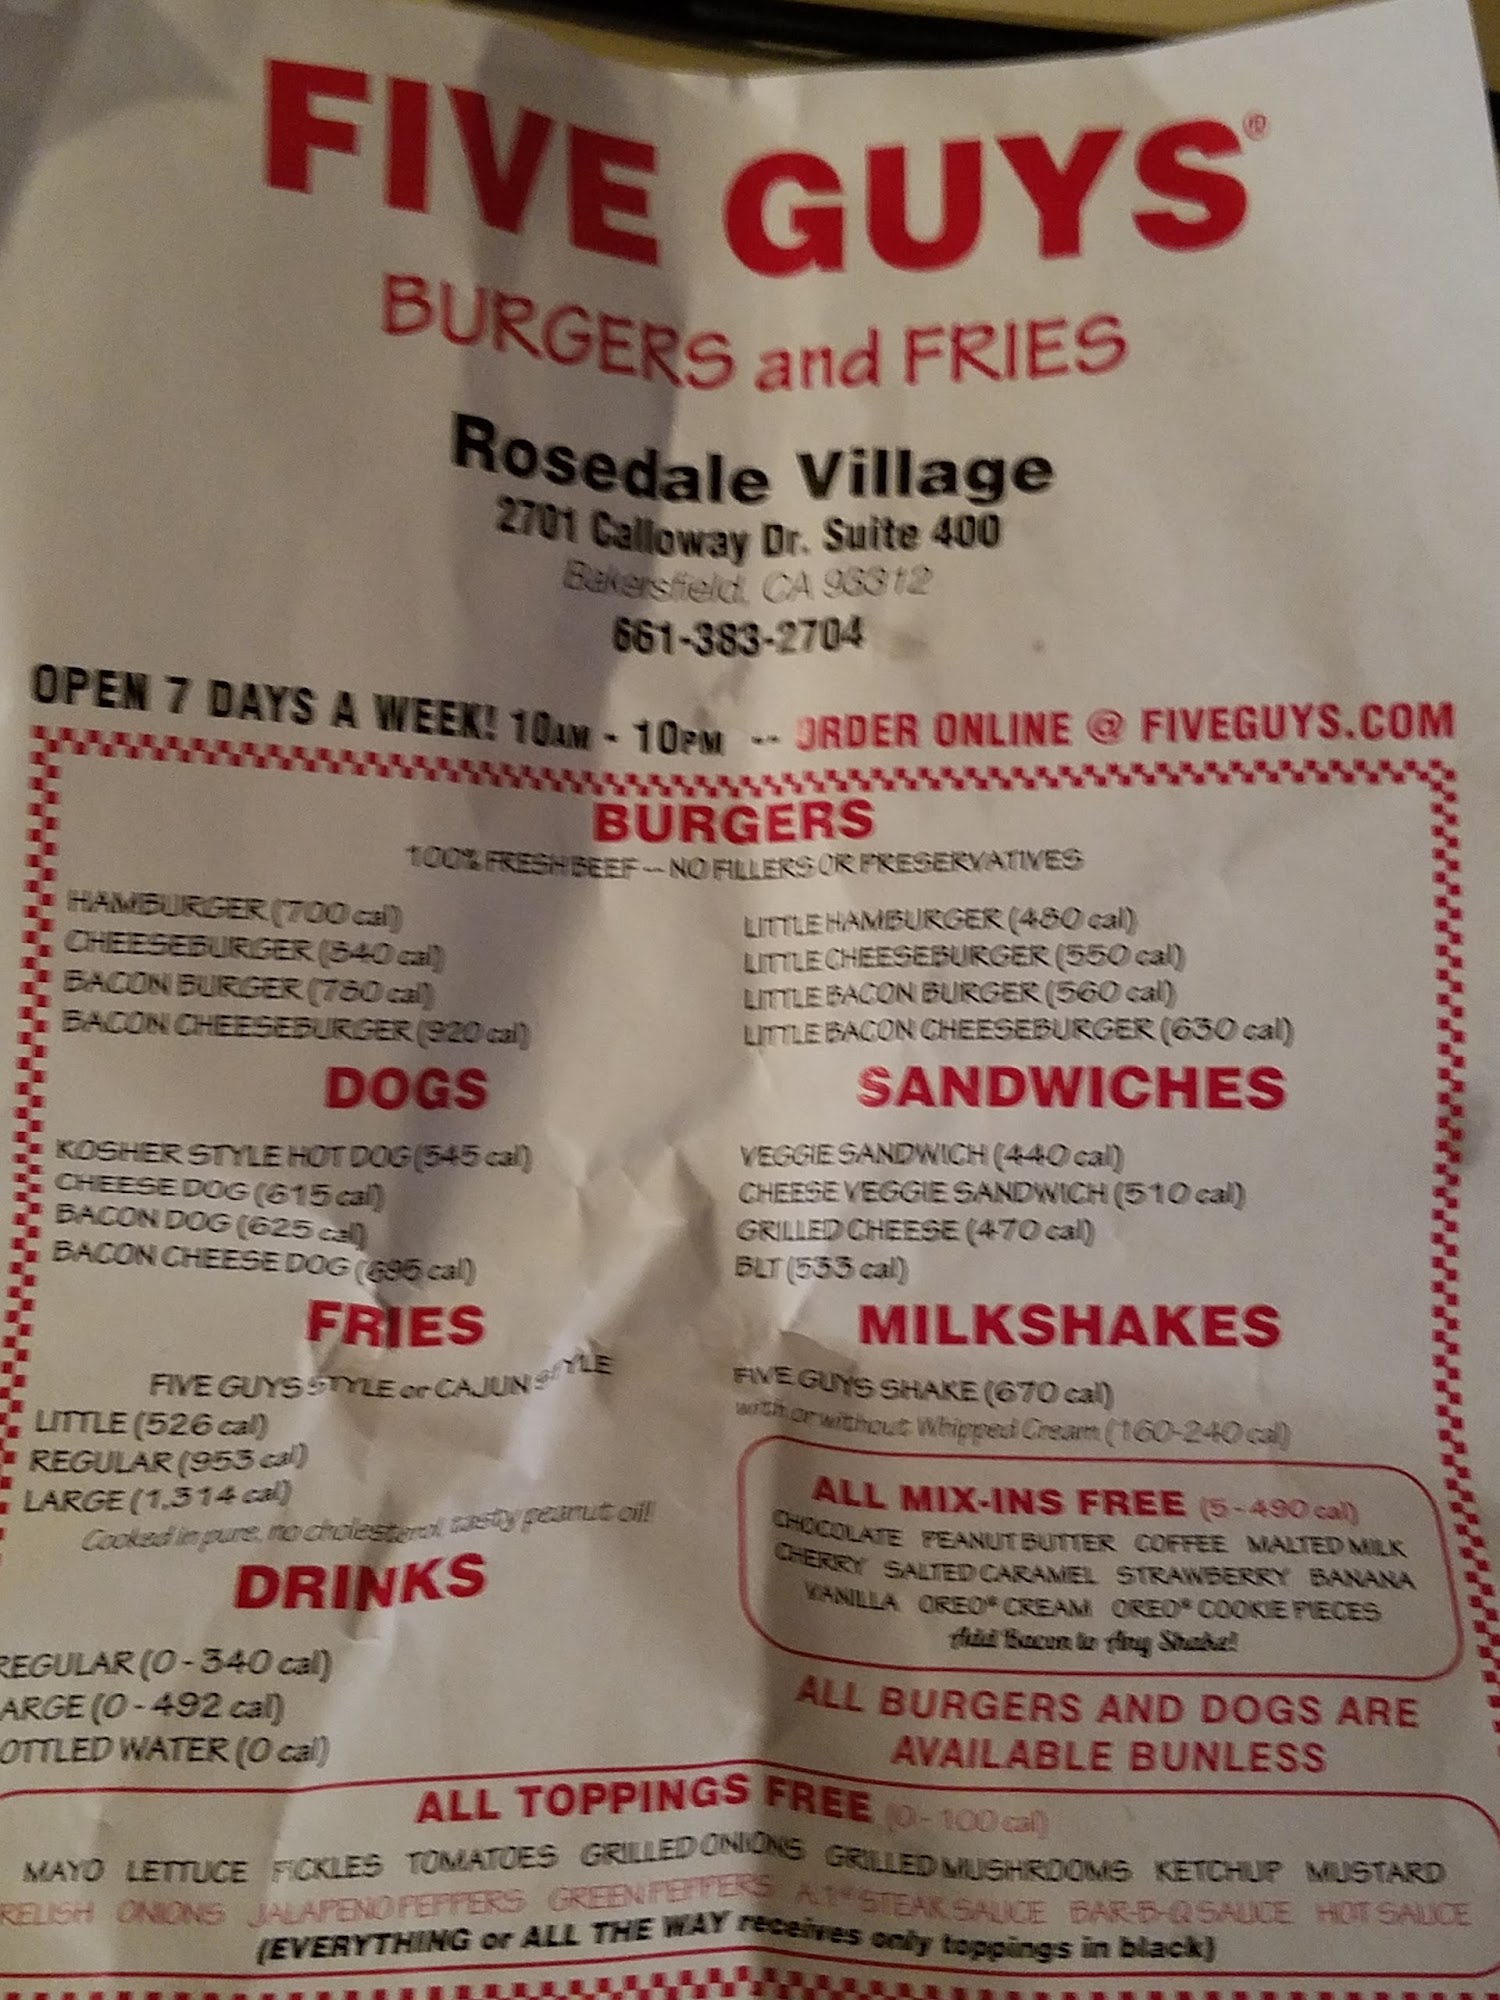 FIVE GUYS®
BURGERS and FRIES
Rosedale Village
2701 Calloway Dr. Suite 400
Bakersfield, CA 93312
661-383-2704
OPEN 7 DAYS A WEEK! 10AM - 10PM -- ORDER ONLINE @ FIVEGUYS.COM
BURGERS
100% FRESH BEEF -- NO FILLERS OR PRESERVATIVES
HAMBURGER (700 cal)
CHEESEBURGER (840 cal)
BACON BURGER (780 cal)
BACON CHEESEBURGER (920 cal)
LITTLE HAMBURGER (480 cal)
LITTLE CHEESEBURGER (550 cal)
LITTLE BACON BURGER (560 cal)
LITTLE BACON CHEESEBURGER (630 cal)
DOGS
KOSHER STYLE HOT DOG (545 cal)
CHEESE DOG (615 cal)
BACON DOG (625 cal)
BACON CHEESE DOG (695 cal)
SANDWICHES
VEGGIE SANDWICH (440 cal)
CHEESE VEGGIE SANDWICH (510 cal)
GRILLED CHEESE (470 cal)
BLT (533 cal)
FRIES
FIVE GUYS STYLE or CAJUN STYLE
LITTLE (526 cal)
REGULAR (953 cal)
LARGE (1,314 cal)
Cooked in pure, no cholesterol, tasty peanut oil!
MILKSHAKES
FIVE GUYS SHAKE (670 cal)
with or without Whipped Cream (160-240 cal)
ALL MIX-INS FREE (5 - 490 cal)
CHOCOLATE PEANUT BUTTER COFFEE MALTED MILK
CHERRY SALTED CARAMEL STRAWBERRY BANANA
VANILLA OREO® CREAM OREO® COOKIE PIECES
Add Bacon to Any Shake!
DRINKS
REGULAR (0 - 340 cal)
ARGE (0 - 492 cal)
OTTLED WATER (0 cal)
ALL BURGERS AND DOGS ARE
AVAILABLE BUNLESS
ALL TOPPINGS FREE (0 - 100 cal)
MAYO LETTUCE PICKLES TOMATOES GRILLED ONIONS GRILLED MUSHROOMS KETCHUP MUSTARD
RELISH ONIONS JALAPENO PEPPERS GREEN PEPPERS A.1.® STEAK SAUCE BAR-B-Q SAUCE HOT SAUCE
(EVERYTHING or ALL THE WAY receives only toppings in black)